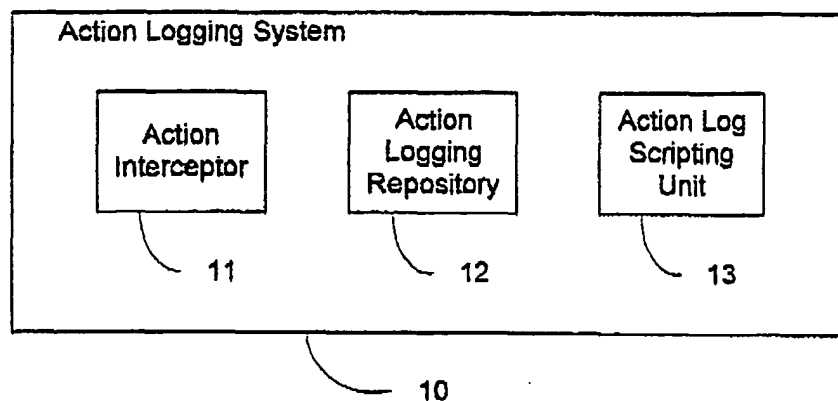 Action Logging System
Action
Interceptor
Action
Logging
Repository
Action Log
Scripting
Unit
11
12
13
10